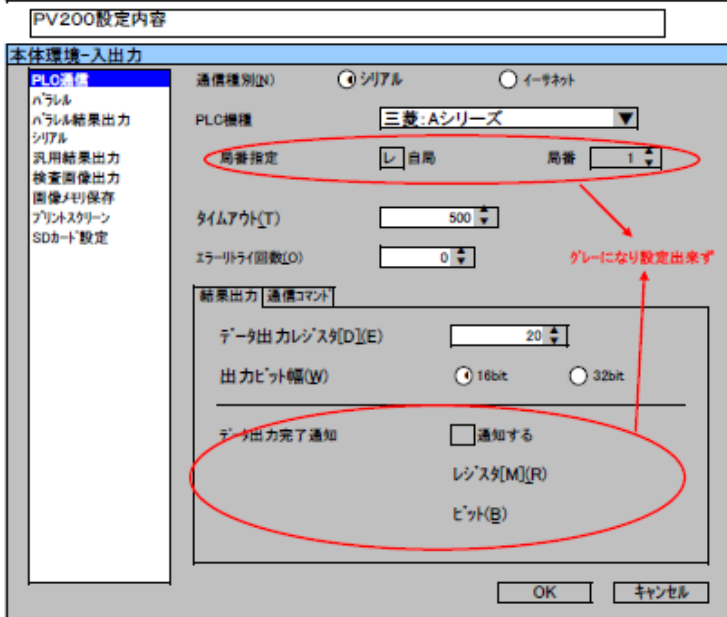 PV200設定内容
本体環境-入出力
PLC通信
パラレル
パラレル結果出力
シリアル
汎用結果出力
検査画像出力
画像メモリ保存
プリントスクリーン
SDカード設定
通信種別(N) シリアル イーサネット
PLC機種 三菱:Aシリーズ
局番指定 レ 自局 局番 1
タイムアウト(T) 500
エラーリトライ回数(O) 0
グレーになり設定出来ず
結果出力 通信コマンド
データ出力レジスタ[D](E) 20
出力ビット幅(W) 16bit 32bit
データ出力完了通知 通知する
レジスタ[M](R)
ビット(B)
OK キャンセル